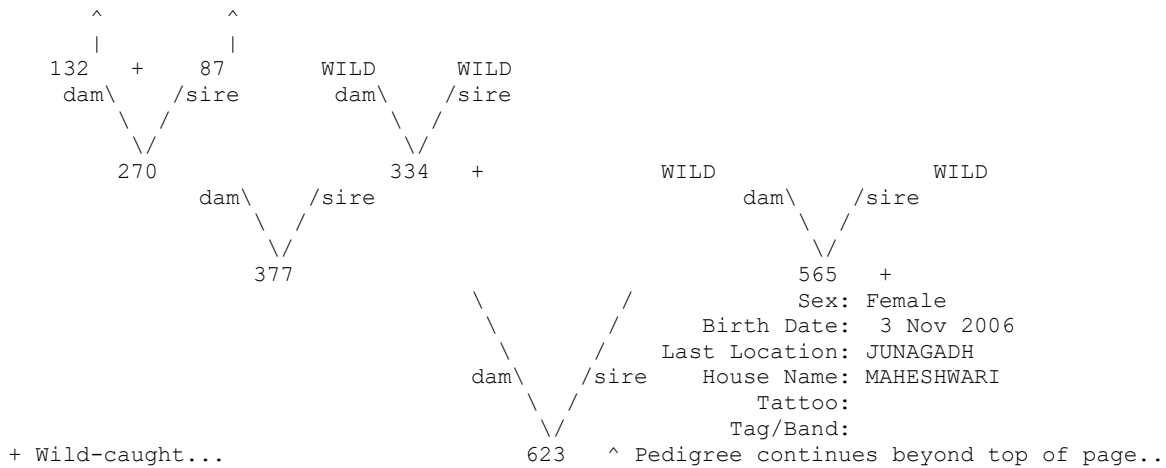 ^ ^
| |
132 + 87 WILD WILD
dam\ /sire dam\ /sire
\ / \ /
\/ \/
270 334 + WILD WILD
dam\ /sire dam\ /sire
\ / \ /
\/ \/
377 565 +
\ / Sex: Female
\ / Birth Date: 3 Nov 2006
\ / Last Location: JUNAGADH
dam\ /sire House Name: MAHESHWARI
\ / Tattoo:
\/ Tag/Band:
+ Wild-caught... 623 ^ Pedigree continues beyond top of page..